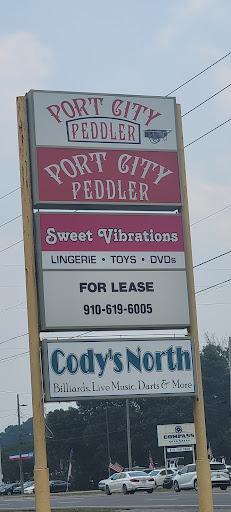 PORT CITY
PEDDLER
PORT CITY
PEDDLER
Sweet Vibrations
LINGERIE • TOYS • DVDs
FOR LEASE
910-619-6005
Cody's North
Billiards, Live Music, Darts & More
COMPASS